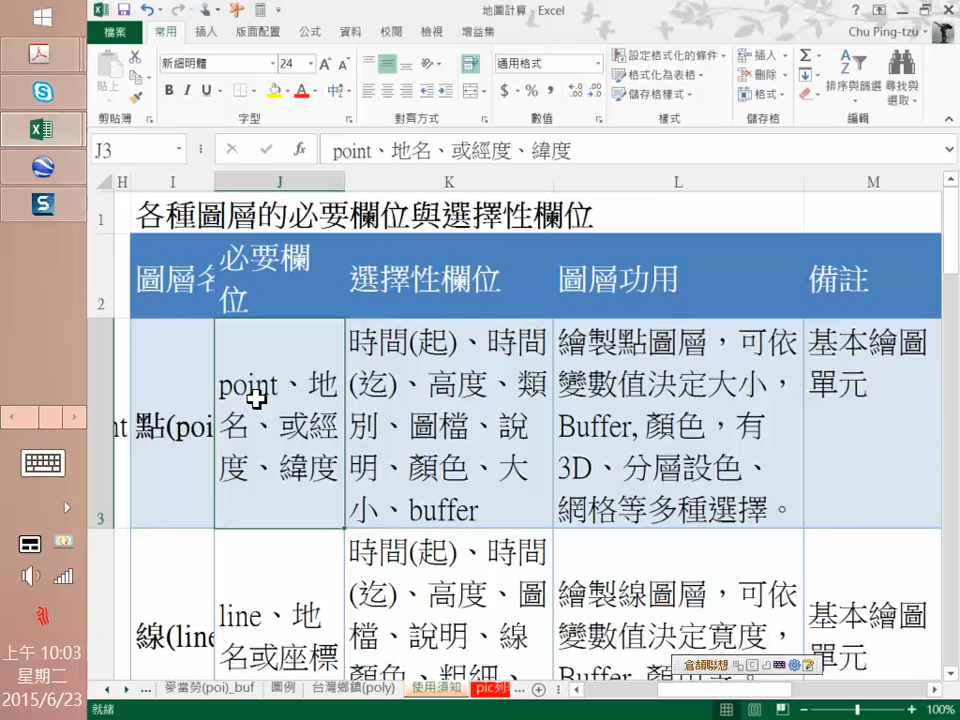 地圖計算 - Excel
檔案 常用 插入 版面配置 公式 資料 校閱 檢視 增益集
Chu Ping-tzu
新細明體 24 通用格式
貼上
設定格式化的條件
格式化為表格
儲存格樣式
插入
刪除
格式
排序與篩選 尋找與
選取
剪貼簿 字型 對齊方式 數值 樣式 儲存格 編輯
J3 point、地名、或經度、緯度
H I J K L M
1 各種圖層的必要欄位與選擇性欄位
2
圖層名
必要欄
位
選擇性欄位
圖層功用
備註
3
nt
點(poi
point、地
名、或經
度、緯度
時間(起)、時間
(迄)、高度、類
別、圖檔、說
明、顏色、大
小、buffer
繪製點圖層，可依
變數值決定大小，
Buffer, 顏色，有
3D、分層設色、
網格等多種選擇。
基本繪圖
單元
線(line
line、地
名或座標
時間(起)、時間
(迄)、高度、圖
檔、說明、線
顏色、粗細、
繪製線圖層，可依
變數值決定寬度，
基本繪圖
單元
倉頡聯想
麥當勞(poi)_buf 圖例 台灣鄉鎮(poly) 使用須知 pic列
就緒
100%
上午 10:03
星期二
2015/6/23